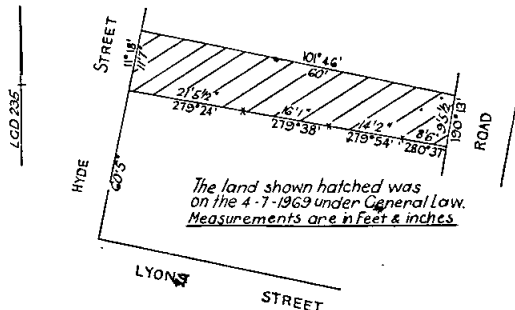 LGD 235
STREET
HYDE
11°18'
11'7"
101°46'
60'
21'5½"
279°24'
16'1"
279°38'
14'2"
279°54'
8'6"
280°37'
9'5½"
190°13'
ROAD
60'5"
The land shown hatched was
on the 4-7-1969 under General Law.
Measurements are in Feet & inches
LYONS
STREET